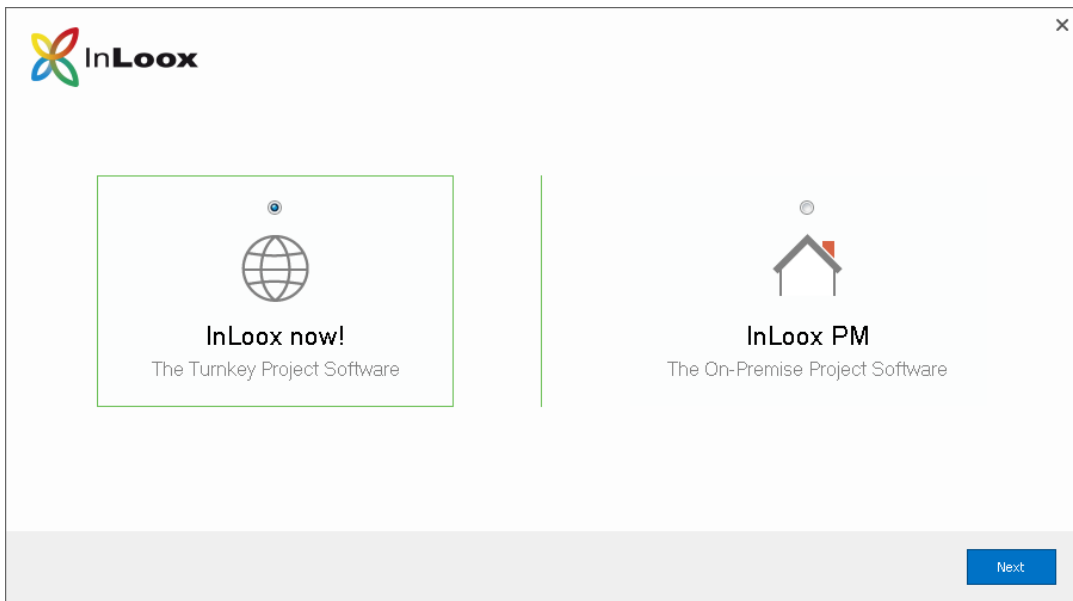 InLoox
InLoox now!
The Turnkey Project Software
InLoox PM
The On-Premise Project Software
Next